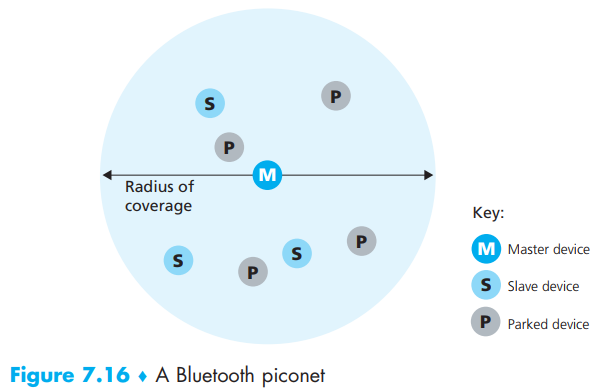 S
P
P
M
Radius of
coverage
S
P
S
P
Key:
M Master device
S Slave device
P Parked device
Figure 7.16 ♦ A Bluetooth piconet